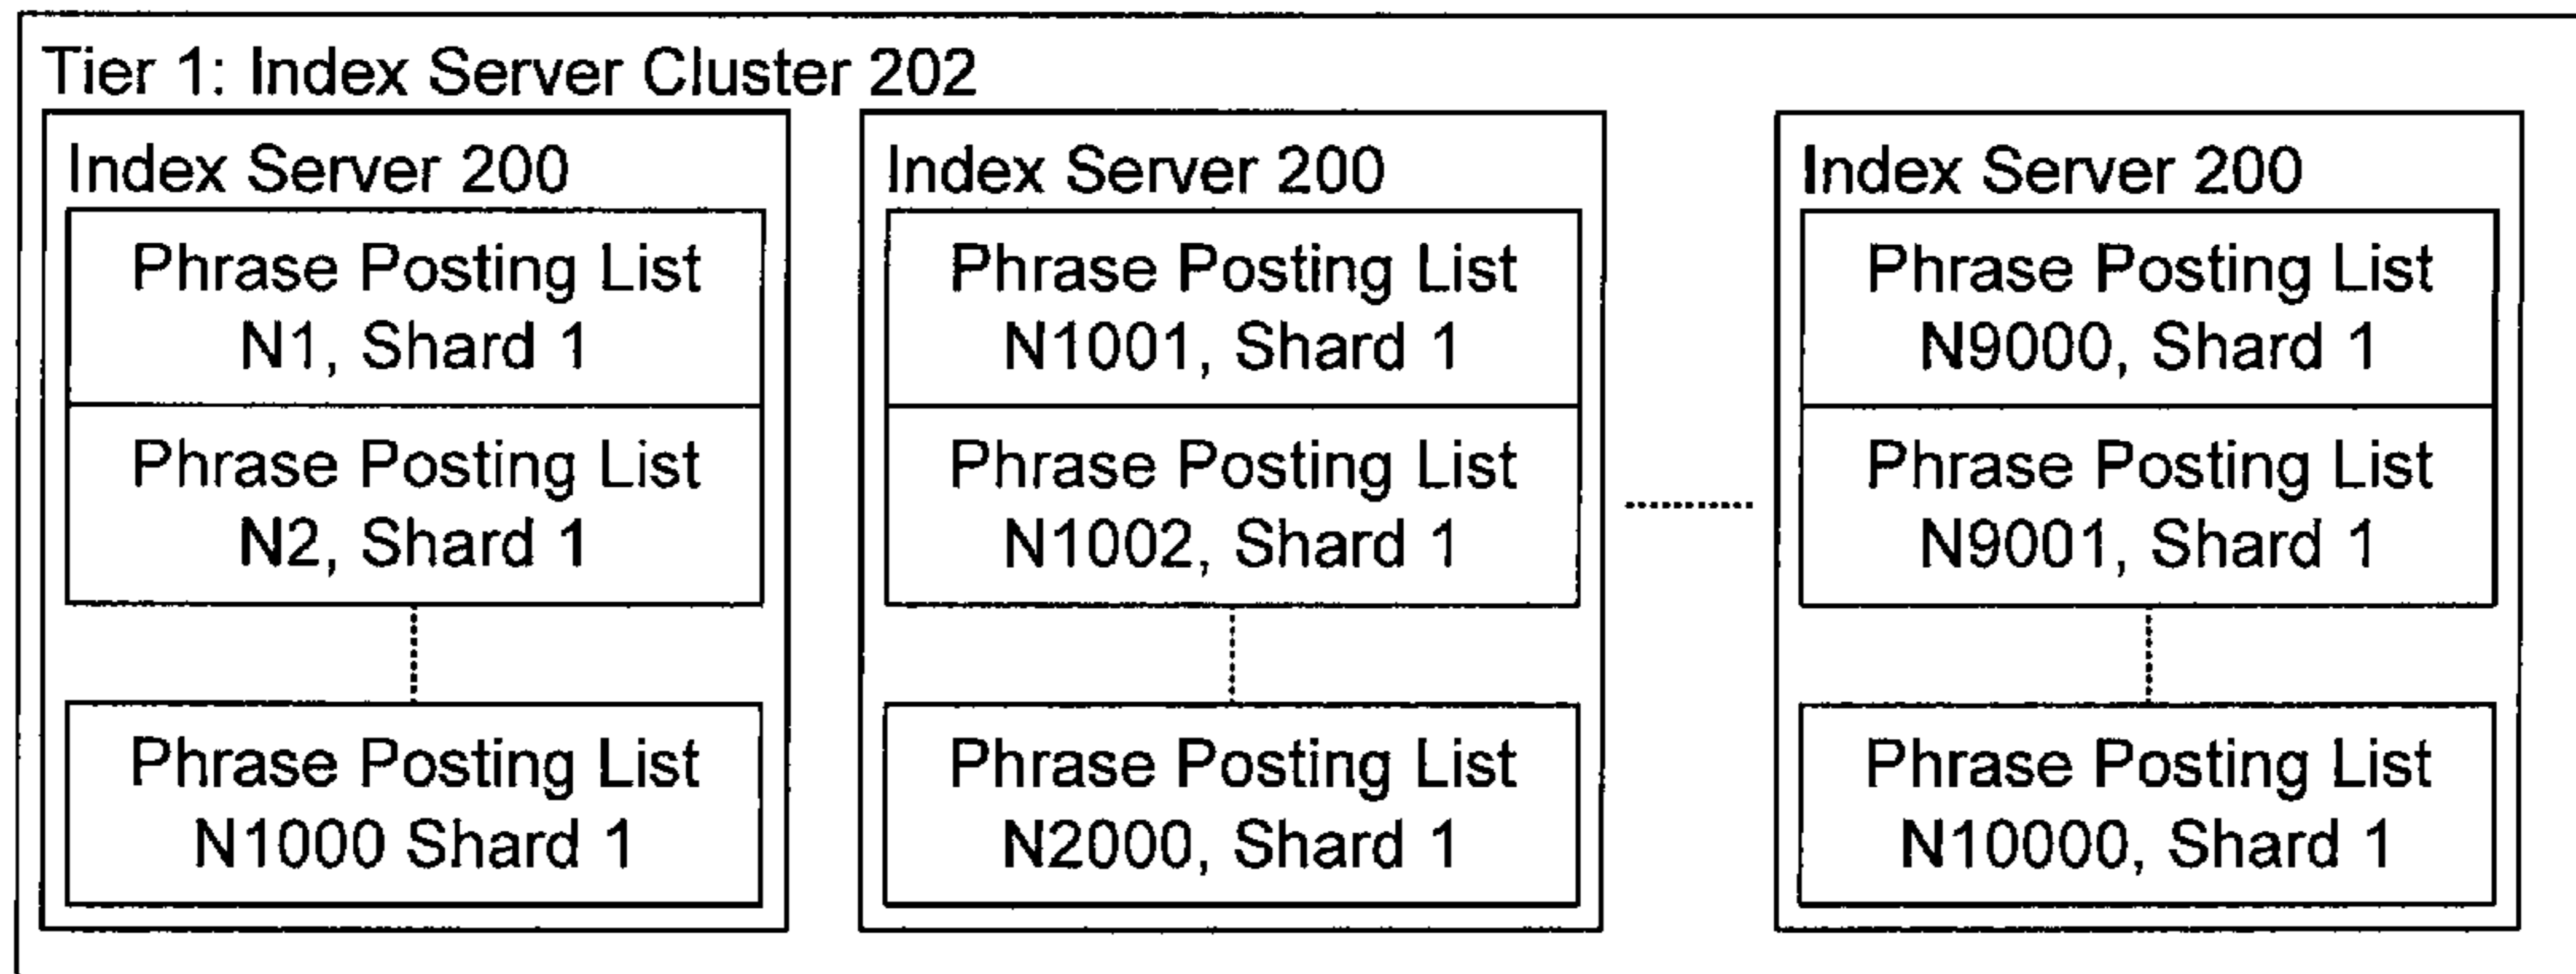 Tier 1: Index Server Cluster 202
Index Server 200
Phrase Posting List
N1, Shard 1
Phrase Posting List
N2, Shard 1
Phrase Posting List
N1000 Shard 1
Index Server 200
Phrase Posting List
N1001, Shard 1
Phrase Posting List
N1002, Shard 1
Phrase Posting List
N2000, Shard 1
Index Server 200
Phrase Posting List
N9000, Shard 1
Phrase Posting List
N9001, Shard 1
Phrase Posting List
N10000, Shard 1